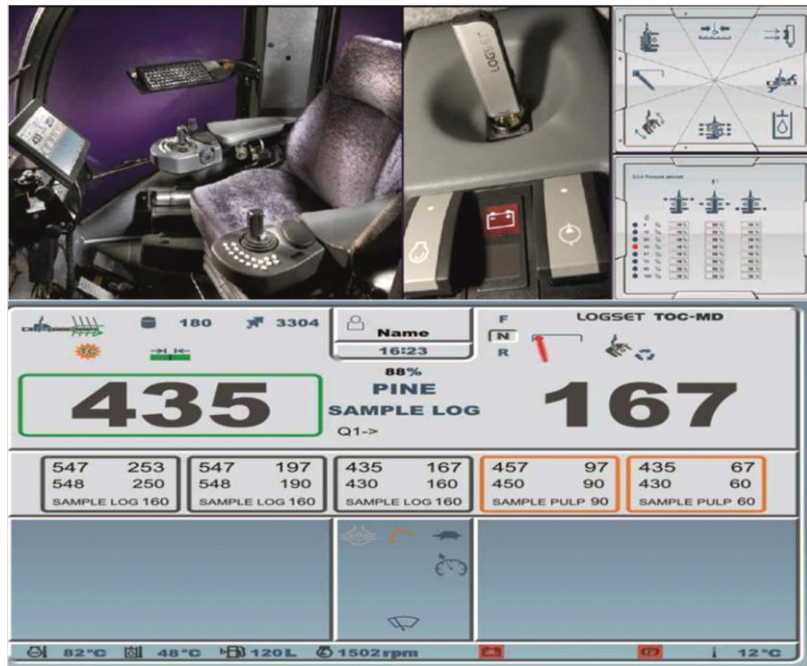 LOGSET
180
3304
Name
16:23
F
N
R
LOGSET TOC-MD
88%
435
PINE
167
SAMPLE LOG
Q1->
547 253
548 250
SAMPLE LOG 160
547 197
548 190
SAMPLE LOG 160
435 167
430 160
SAMPLE LOG 160
457 97
450 90
SAMPLE PULP 90
435 67
430 60
SAMPLE PULP 60
82°C
48°C
120L
1502rpm
12°C